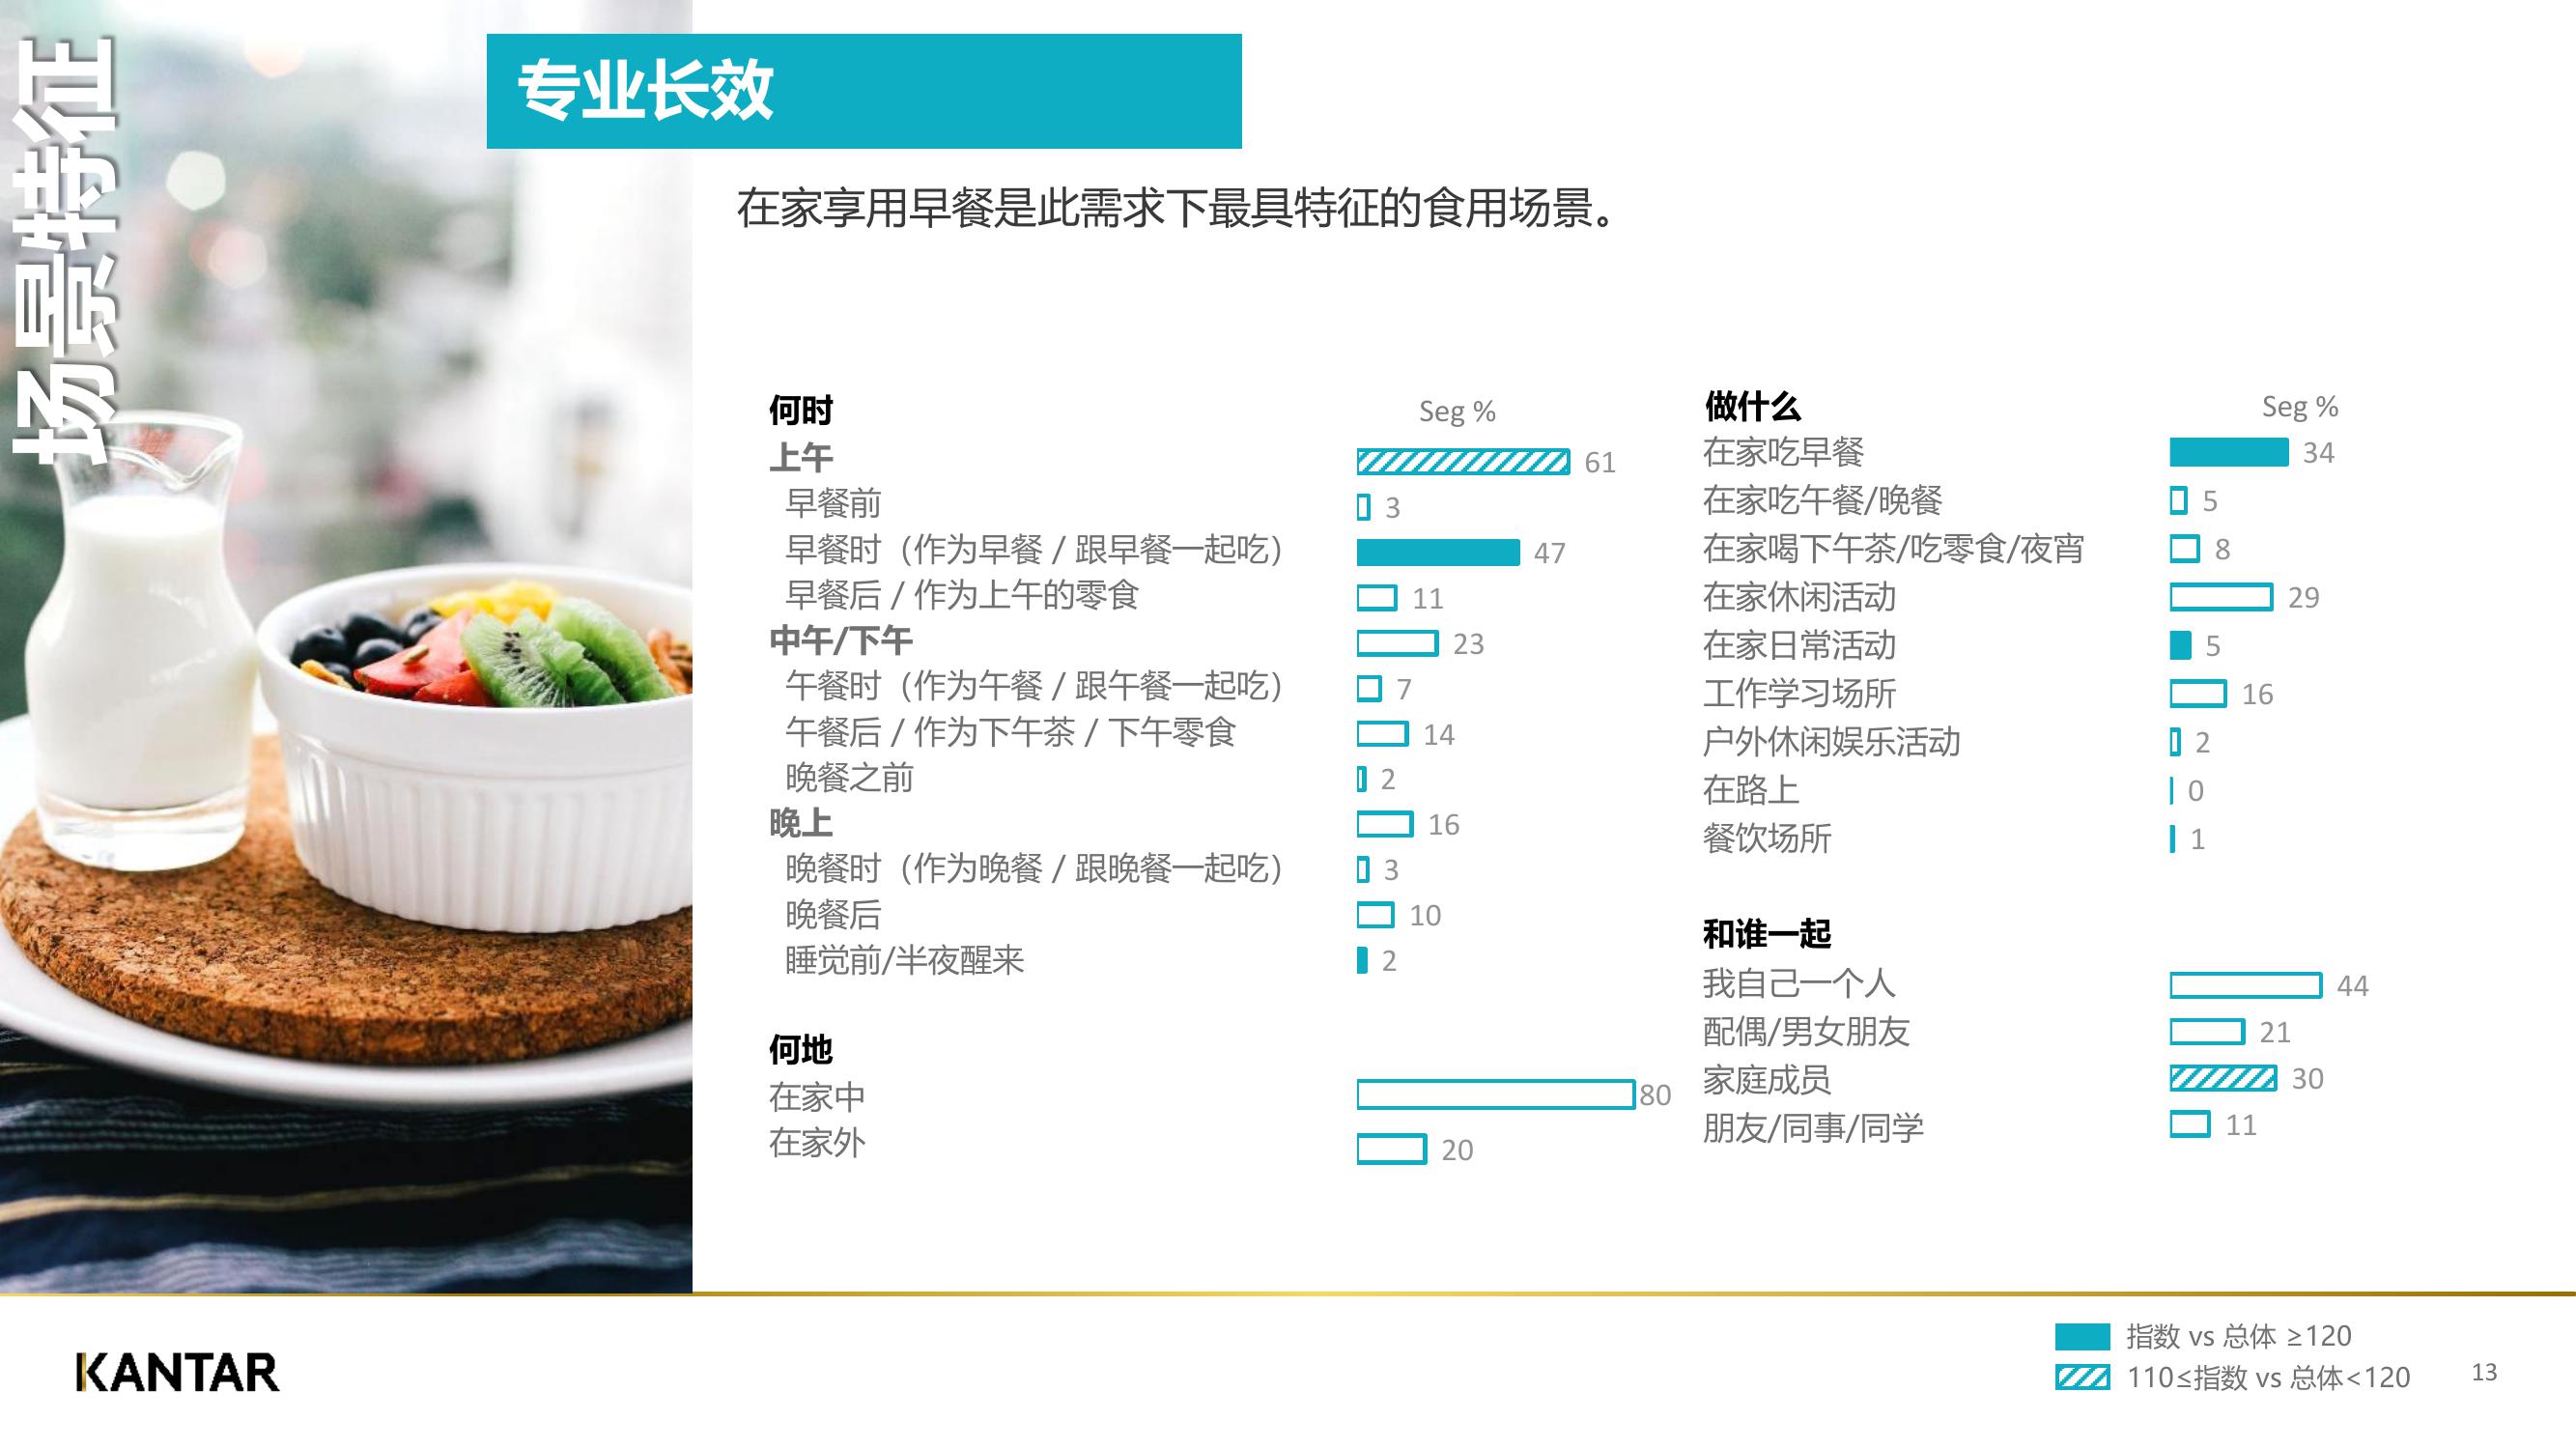 场景特征
专业长效
在家享用早餐是此需求下最具特征的食用场景。
何时 Seg %
上午 61
早餐前 3
早餐时（作为早餐 / 跟早餐一起吃） 47
早餐后 / 作为上午的零食 11
中午/下午 23
午餐时（作为午餐 / 跟午餐一起吃） 7
午餐后 / 作为下午茶 / 下午零食 14
晚餐之前 2
晚上 16
晚餐时（作为晚餐 / 跟晚餐一起吃） 3
晚餐后 10
睡觉前/半夜醒来 2
何地
在家中 80
在家外 20
做什么 Seg %
在家吃早餐 34
在家吃午餐/晚餐 5
在家喝下午茶/吃零食/夜宵 8
在家休闲活动 29
在家日常活动 5
工作学习场所 16
户外休闲娱乐活动 2
在路上 0
餐饮场所 1
和谁一起
我自己一个人 44
配偶/男女朋友 21
家庭成员 30
朋友/同事/同学 11
KANTAR
指数 vs 总体 ≥120
110≤指数 vs 总体<120
13